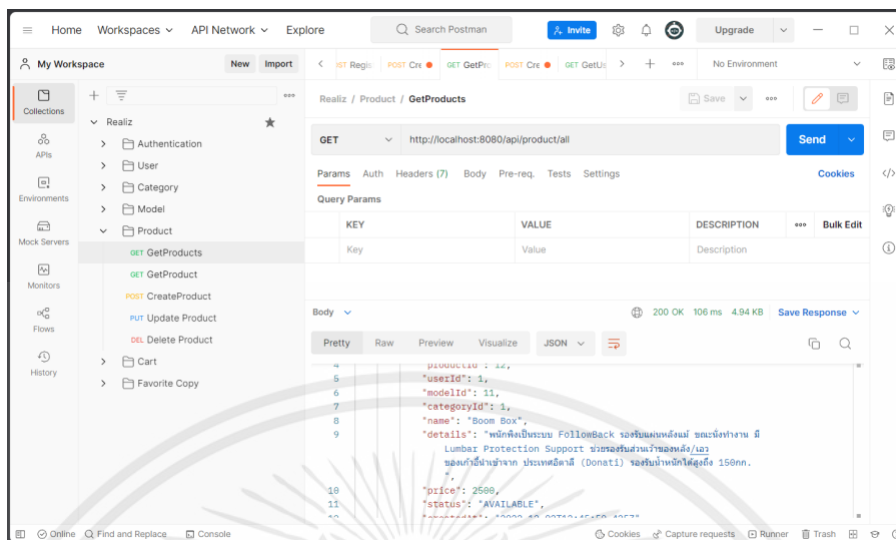 Home Workspaces API Network Explore Search Postman Invite Upgrade
My Workspace New Import POST Cre GET GetPro POST Cre GET GetUs No Environment
Collections
APIs
Environments
Mock Servers
Monitors
Flows
History
Realiz
Authentication
User
Category
Model
Product
GET GetProducts
GET GetProduct
POST CreateProduct
PUT Update Product
DEL Delete Product
Cart
Favorite Copy
Realiz / Product / GetProducts Save
GET http://localhost:8080/api/product/all Send
Params Auth Headers (7) Body Pre-req. Tests Settings Cookies
Query Params
KEY VALUE DESCRIPTION Bulk Edit
Key Value Description
Body 200 OK 106 ms 4.94 KB Save Response
Pretty Raw Preview Visualize JSON
4 "productId": 12,
5 "userId": 1,
6 "modelId": 11,
7 "categoryId": 1,
8 "name": "Boom Box",
9 "details": "พนักพิงเป็นระบบ FollowBack รองรับแผ่นหลังแม้ ขณะนั่งทำงาน มี
Lumbar Protection Support ช่วยรองรับส่วนเว้าของหลัง/เอว
ของเก้าอี้นำเข้าจาก ประเทศอิตาลี (Donati) รองรับน้ำหนักได้สูงถึง 150กก.
",
10 "price": 2500,
11 "status": "AVAILABLE",
Online Find and Replace Console Cookies Capture requests Runner Trash